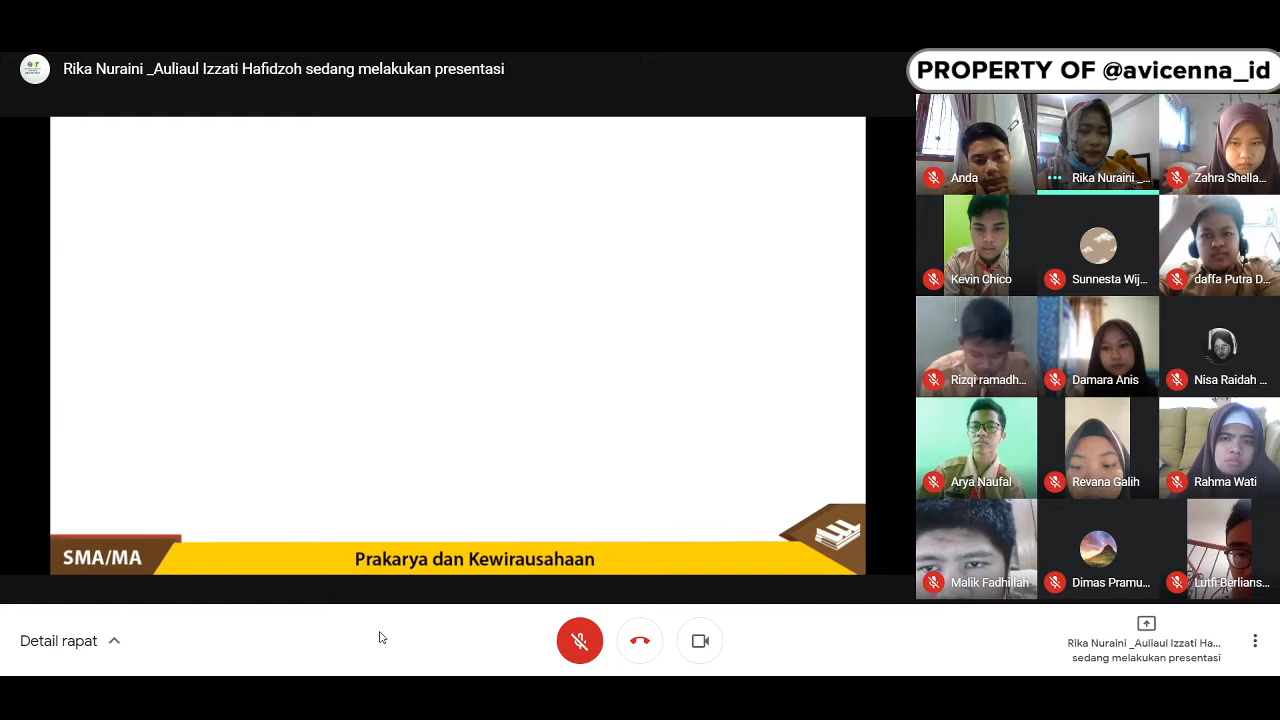 Rika Nuraini _Auliaul Izzati Hafidzoh sedang melakukan presentasi
PROPERTY OF @avicenna_id
Anda
Rika Nuraini _...
Zahra Shella...
Kevin Chico
Sunnesta Wij...
daffa Putra D...
Rizqi ramadh...
Damara Anis
Nisa Raidah ...
Arya Naufal
Revana Galih
Rahma Wati
Malik Fadhillah
Dimas Pramu...
Lutfi Berlians...
SMA/MA
Prakarya dan Kewirausahaan
Detail rapat
Rika Nuraini _Auliaul Izzati Ha...
sedang melakukan presentasi